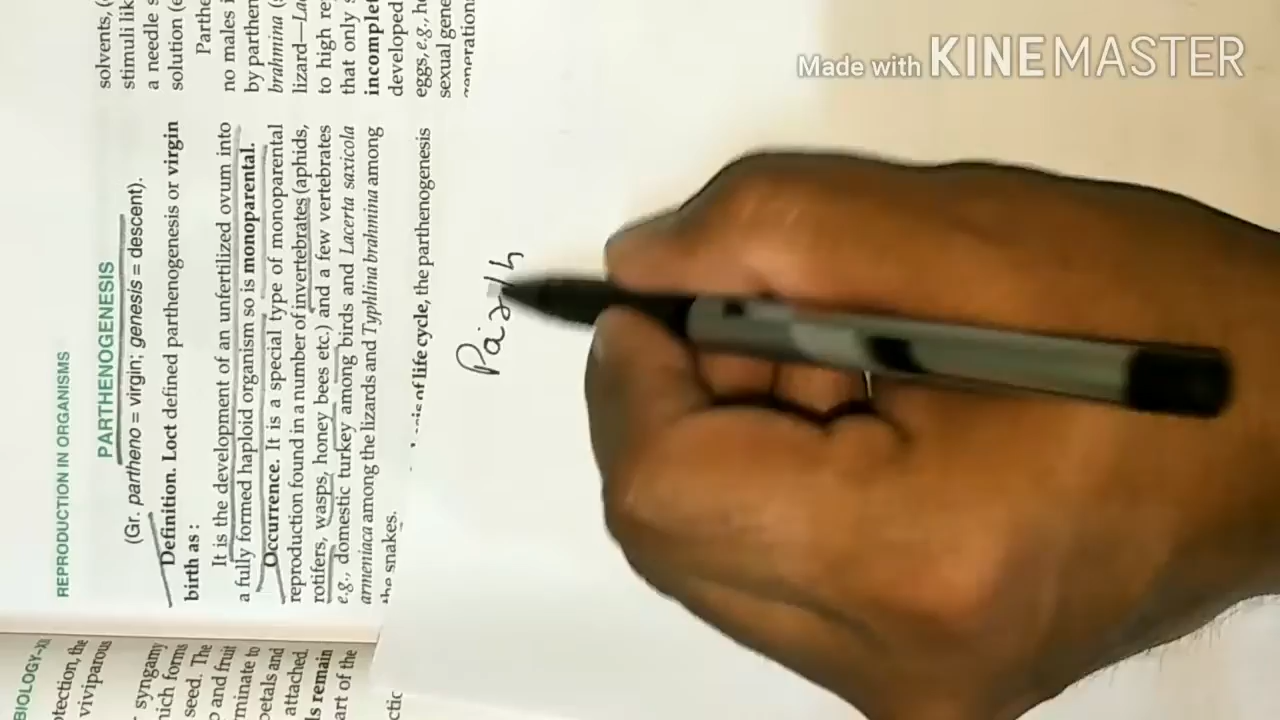 Made with KINEMASTER
BIOLOGY-XII
otection, the
viviparous
syngamy
hich forms
seed. The
and fruit
minate to
petals and
attached.
ls remain
art of the
REPRODUCTION IN ORGANISMS
PARTHENOGENESIS
(Gr. partheno = virgin; genesis = descent).
Definition. Loct defined parthenogenesis or virgin
birth as :
It is the development of an unfertilized ovum into
a fully formed haploid organism so is monoparental.
Occurrence. It is a special type of monoparental
reproduction found in a number of invertebrates (aphids,
rotifers, wasps, honey bees etc.) and a few vertebrates
e.g., domestic turkey among birds and Lacerta saxicola
armeniaca among the lizards and Typhlina brahmina among
the snakes.
of life cycle, the parthenogenesis
solvents, (
stimuli lik
a needle s
solution (e
Parthe
no males i
by parthen
brahmina (
lizard—Lac
to high re
that only s
incomplet
developed
eggs, e.g., ho
sexual gene
generation
Parth